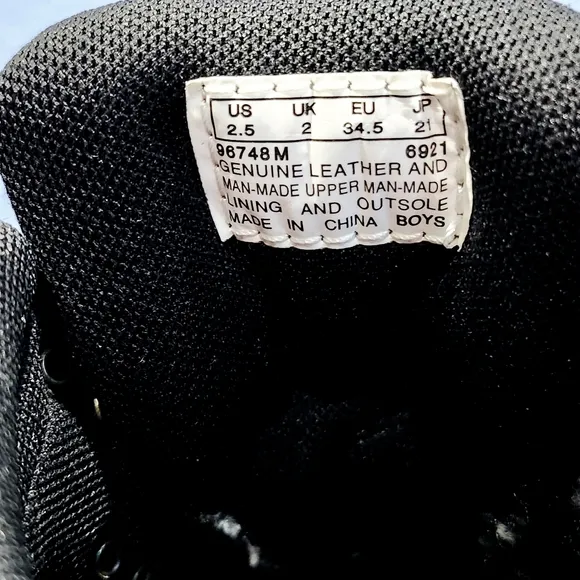 US UK EU JP
2.5 2 34.5 21
96748 M 6921
GENUINE LEATHER AND
MAN-MADE UPPER MAN-MADE
LINING AND OUTSOLE
MADE IN CHINA BOYS